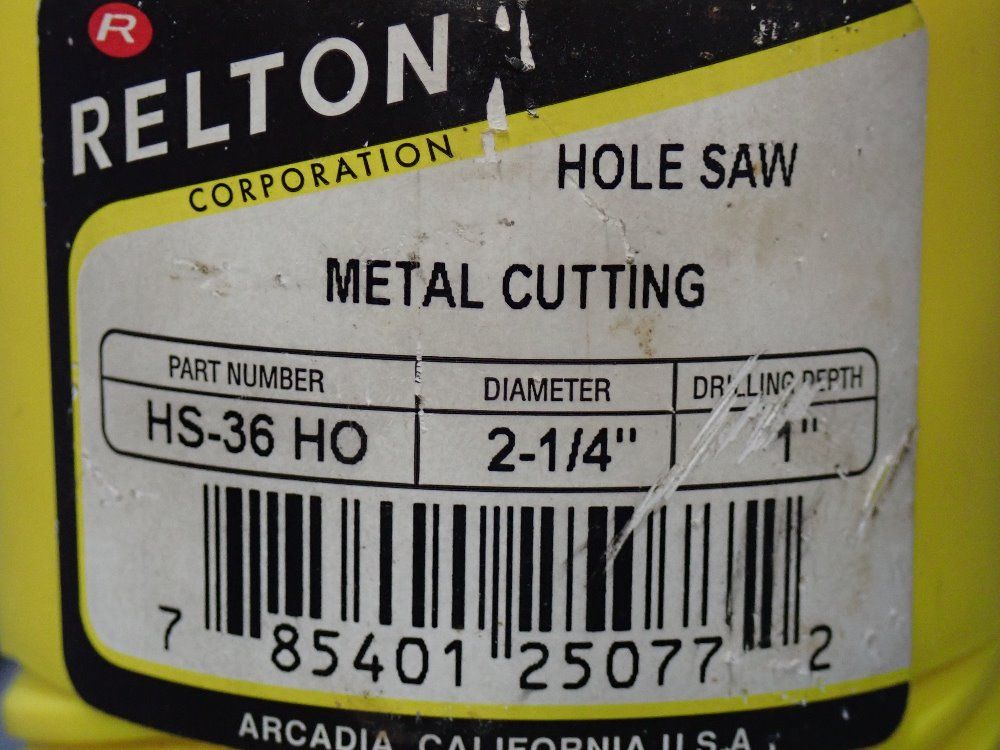 R
RELTON
CORPORATION
HOLE SAW
METAL CUTTING
PART NUMBER DIAMETER DRILLING DEPTH
HS-36 HO 2-1/4" 1"
7 85401 25077 2
ARCADIA, CALIFORNIA U.S.A.